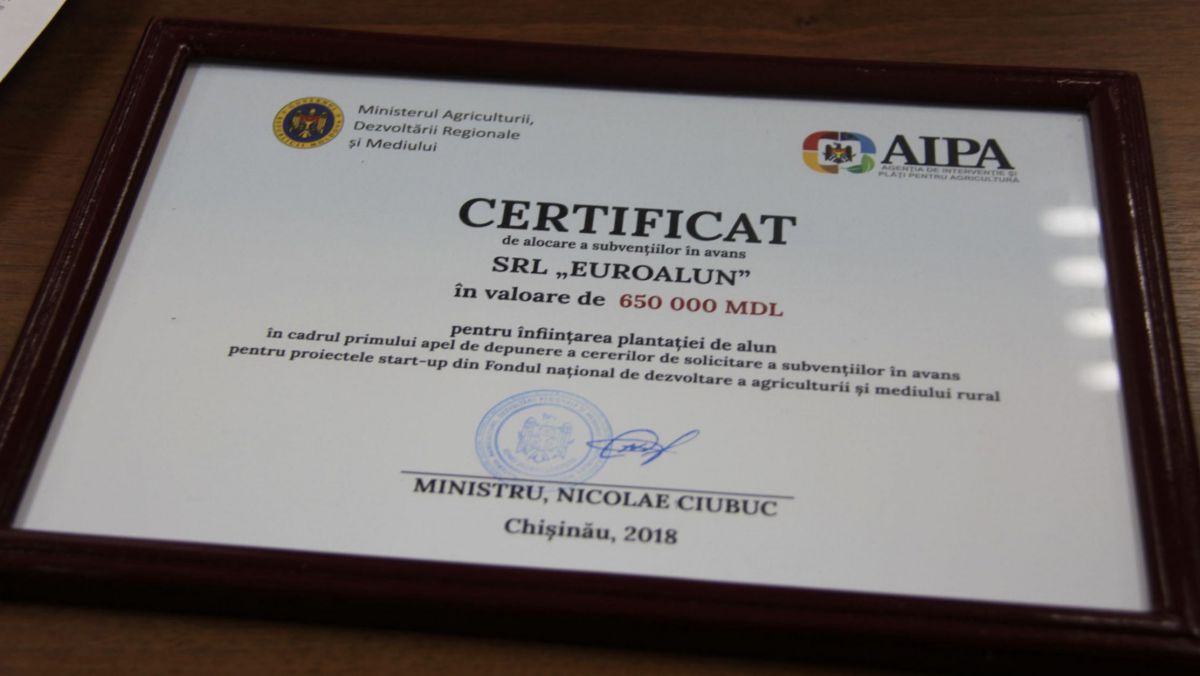 Ministerul Agriculturii,
Dezvoltării Regionale
și Mediului
AIPA
AGENȚIA DE INTERVENȚIE ȘI
PLĂȚI PENTRU AGRICULTURĂ
CERTIFICAT
de alocare a subvențiilor în avans
SRL „EUROALUN”
în valoare de 650 000 MDL
pentru înființarea plantației de alun
în cadrul primului apel de depunere a cererilor de solicitare a subvențiilor în avans
pentru proiectele start-up din Fondul național de dezvoltare a agriculturii și mediului rural
MINISTRU, NICOLAE CIUBUC
Chișinău, 2018